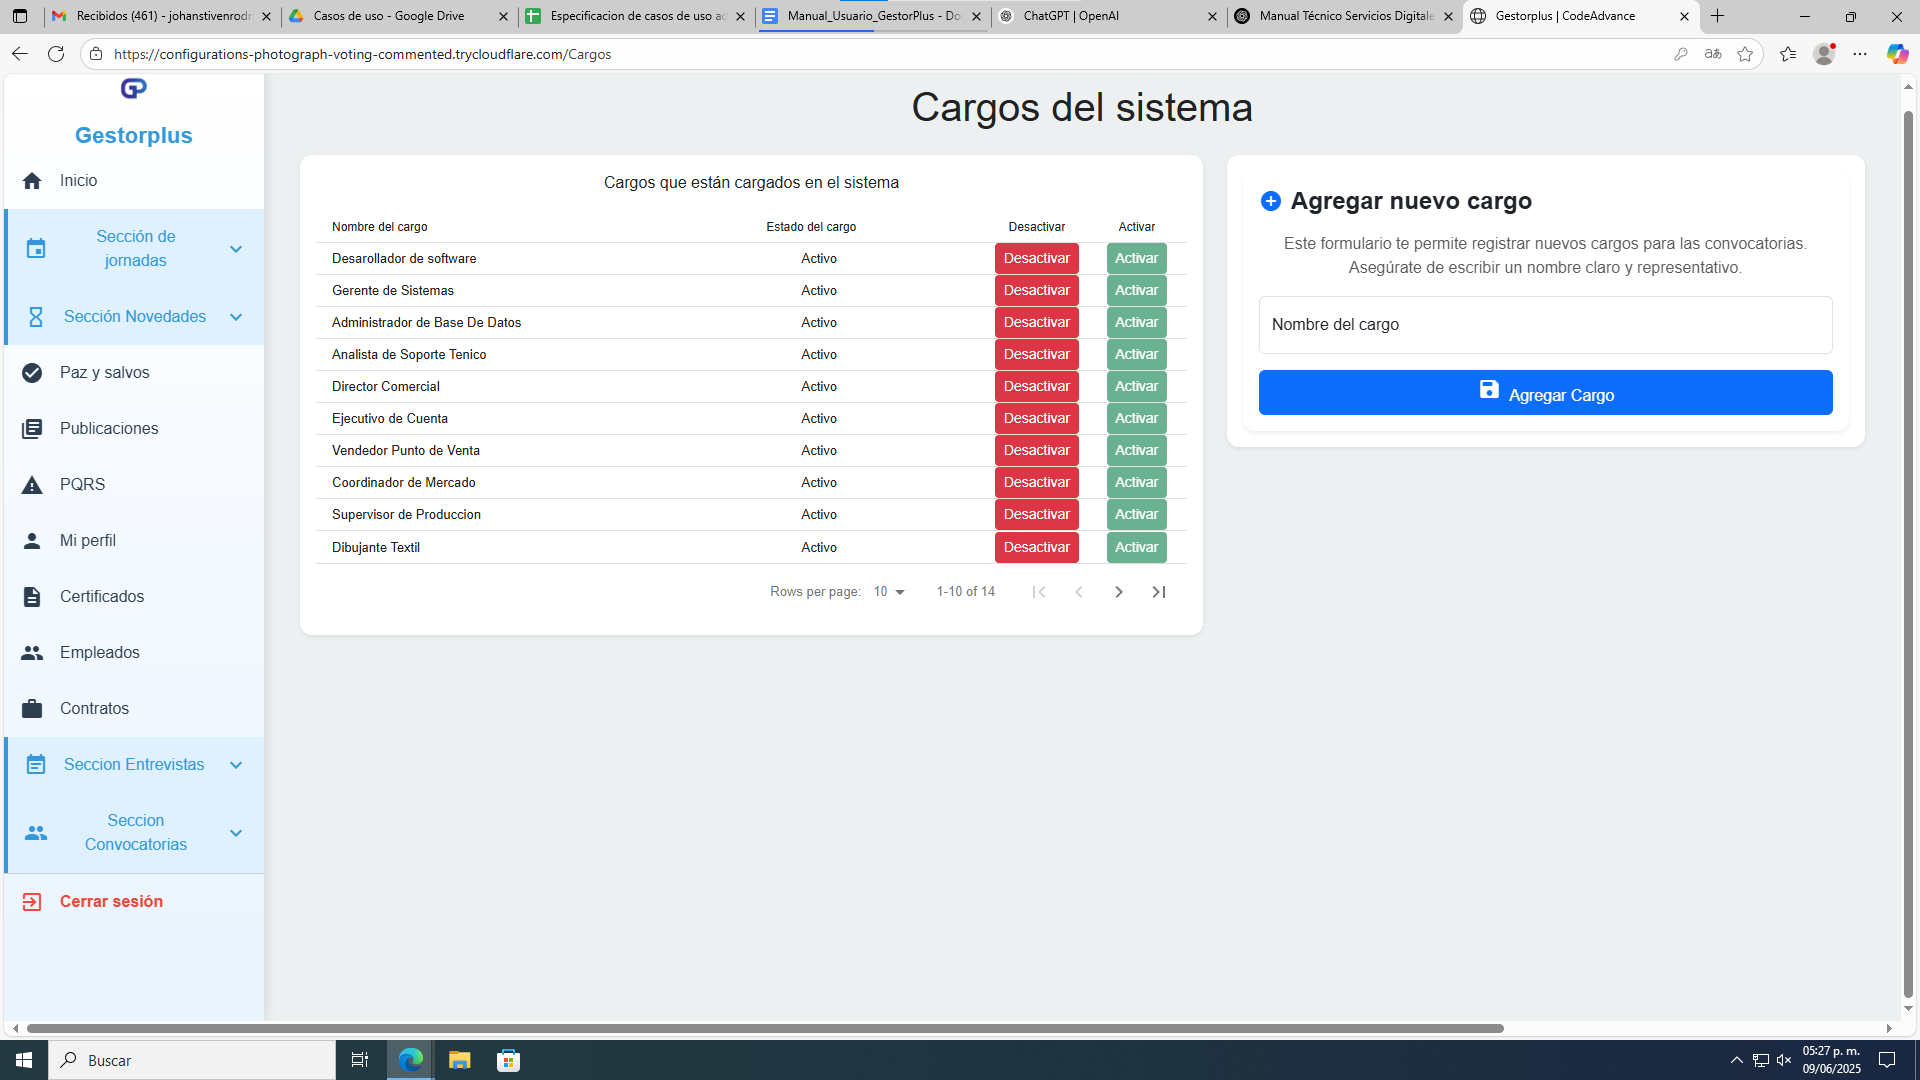 Recibidos (461) - johanstivenrodr
Casos de uso - Google Drive
Especificacion de casos de uso ac
Manual_Usuario_GestorPlus - Do
ChatGPT | OpenAI
Manual Técnico Servicios Digitale
Gestorplus | CodeAdvance
https://configurations-photograph-voting-commented.trycloudflare.com/Cargos
GP
Gestorplus
Inicio
Sección de
jornadas
Sección Novedades
Paz y salvos
Publicaciones
PQRS
Mi perfil
Certificados
Empleados
Contratos
Seccion Entrevistas
Seccion
Convocatorias
Cerrar sesión
Cargos del sistema
Cargos que están cargados en el sistema
Nombre del cargo Estado del cargo Desactivar Activar
Desarollador de software Activo Desactivar Activar
Gerente de Sistemas Activo Desactivar Activar
Administrador de Base De Datos Activo Desactivar Activar
Analista de Soporte Tenico Activo Desactivar Activar
Director Comercial Activo Desactivar Activar
Ejecutivo de Cuenta Activo Desactivar Activar
Vendedor Punto de Venta Activo Desactivar Activar
Coordinador de Mercado Activo Desactivar Activar
Supervisor de Produccion Activo Desactivar Activar
Dibujante Textil Activo Desactivar Activar
Rows per page: 10 1-10 of 14
Agregar nuevo cargo
Este formulario te permite registrar nuevos cargos para las convocatorias.
Asegúrate de escribir un nombre claro y representativo.
Nombre del cargo
Agregar Cargo
Buscar
05:27 p. m.
09/06/2025